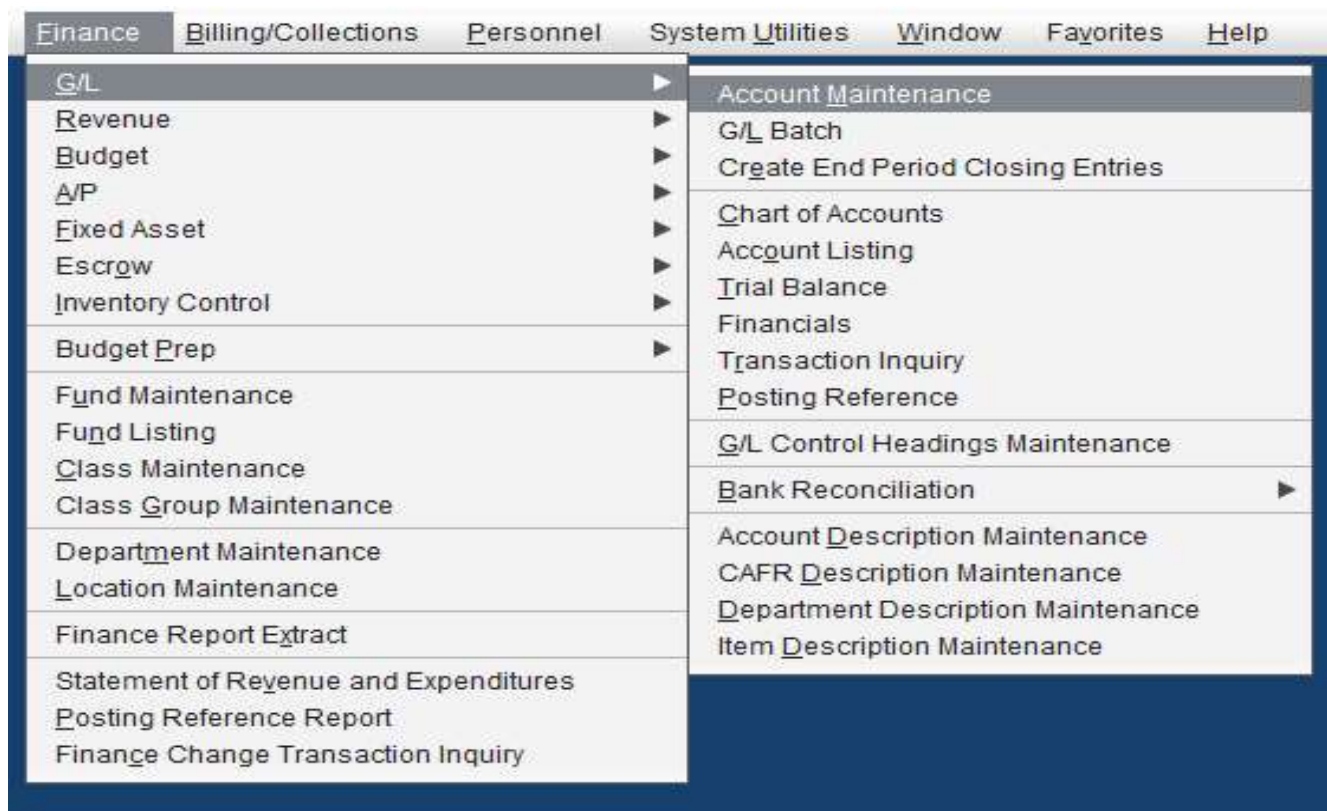 Finance Billing/Collections Personnel System Utilities Window Favorites Help
G/L
Revenue
Budget
A/P
Fixed Asset
Escrow
Inventory Control
Budget Prep
Fund Maintenance
Fund Listing
Class Maintenance
Class Group Maintenance
Department Maintenance
Location Maintenance
Finance Report Extract
Statement of Revenue and Expenditures
Posting Reference Report
Finance Change Transaction Inquiry
Account Maintenance
G/L Batch
Create End Period Closing Entries
Chart of Accounts
Account Listing
Trial Balance
Financials
Transaction Inquiry
Posting Reference
G/L Control Headings Maintenance
Bank Reconciliation
Account Description Maintenance
CAFR Description Maintenance
Department Description Maintenance
Item Description Maintenance